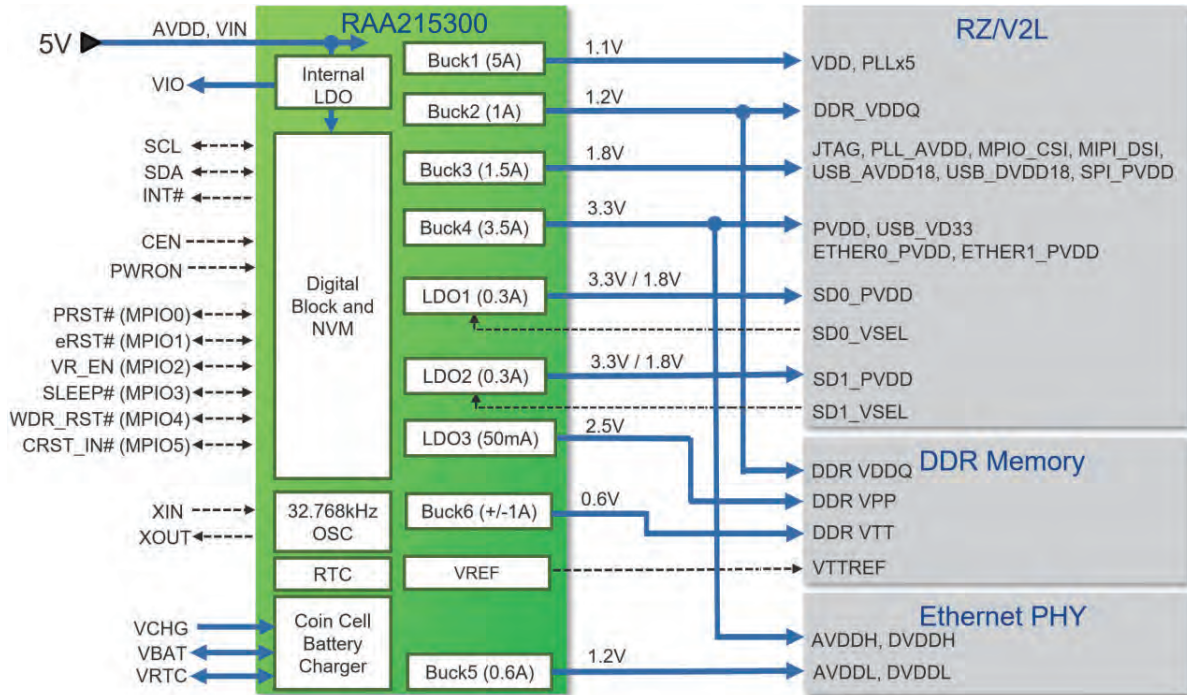 5V
AVDD, VIN
VIO
SCL
SDA
INT#
CEN
PWRON
PRST# (MPIO0)
eRST# (MPIO1)
VR_EN (MPIO2)
SLEEP# (MPIO3)
WDR_RST# (MPIO4)
CRST_IN# (MPIO5)
XIN
XOUT
VCHG
VBAT
VRTC
RAA215300
Internal
LDO
Digital
Block and
NVM
32.768kHz
OSC
RTC
Coin Cell
Battery
Charger
Buck1 (5A)
Buck2 (1A)
Buck3 (1.5A)
Buck4 (3.5A)
LDO1 (0.3A)
LDO2 (0.3A)
LDO3 (50mA)
Buck6 (+/-1A)
VREF
Buck5 (0.6A)
1.1V
1.2V
1.8V
3.3V
3.3V / 1.8V
3.3V / 1.8V
2.5V
0.6V
1.2V
RZ/V2L
VDD, PLLx5
DDR_VDDQ
JTAG, PLL_AVDD, MPIO_CSI, MIPI_DSI,
USB_AVDD18, USB_DVDD18, SPI_PVDD
PVDD, USB_VD33
ETHER0_PVDD, ETHER1_PVDD
SD0_PVDD
SD0_VSEL
SD1_PVDD
SD1_VSEL
DDR Memory
DDR VDDQ
DDR VPP
DDR VTT
VTTREF
Ethernet PHY
AVDDH, DVDDH
AVDDL, DVDDL